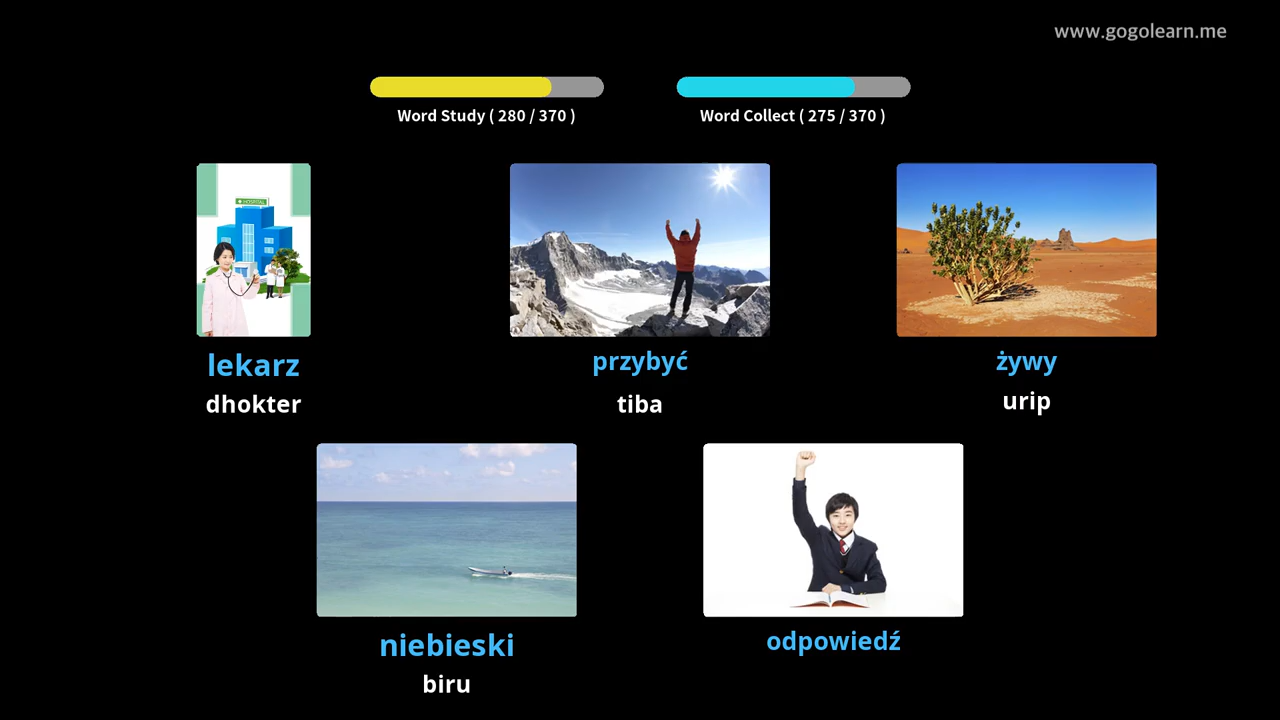 www.gogolearn.me
Word Study ( 280 / 370 )
Word Collect ( 275 / 370 )
HOSPITAL
lekarz
dhokter
przybyć
tiba
żywy
urip
niebieski
biru
odpowiedź